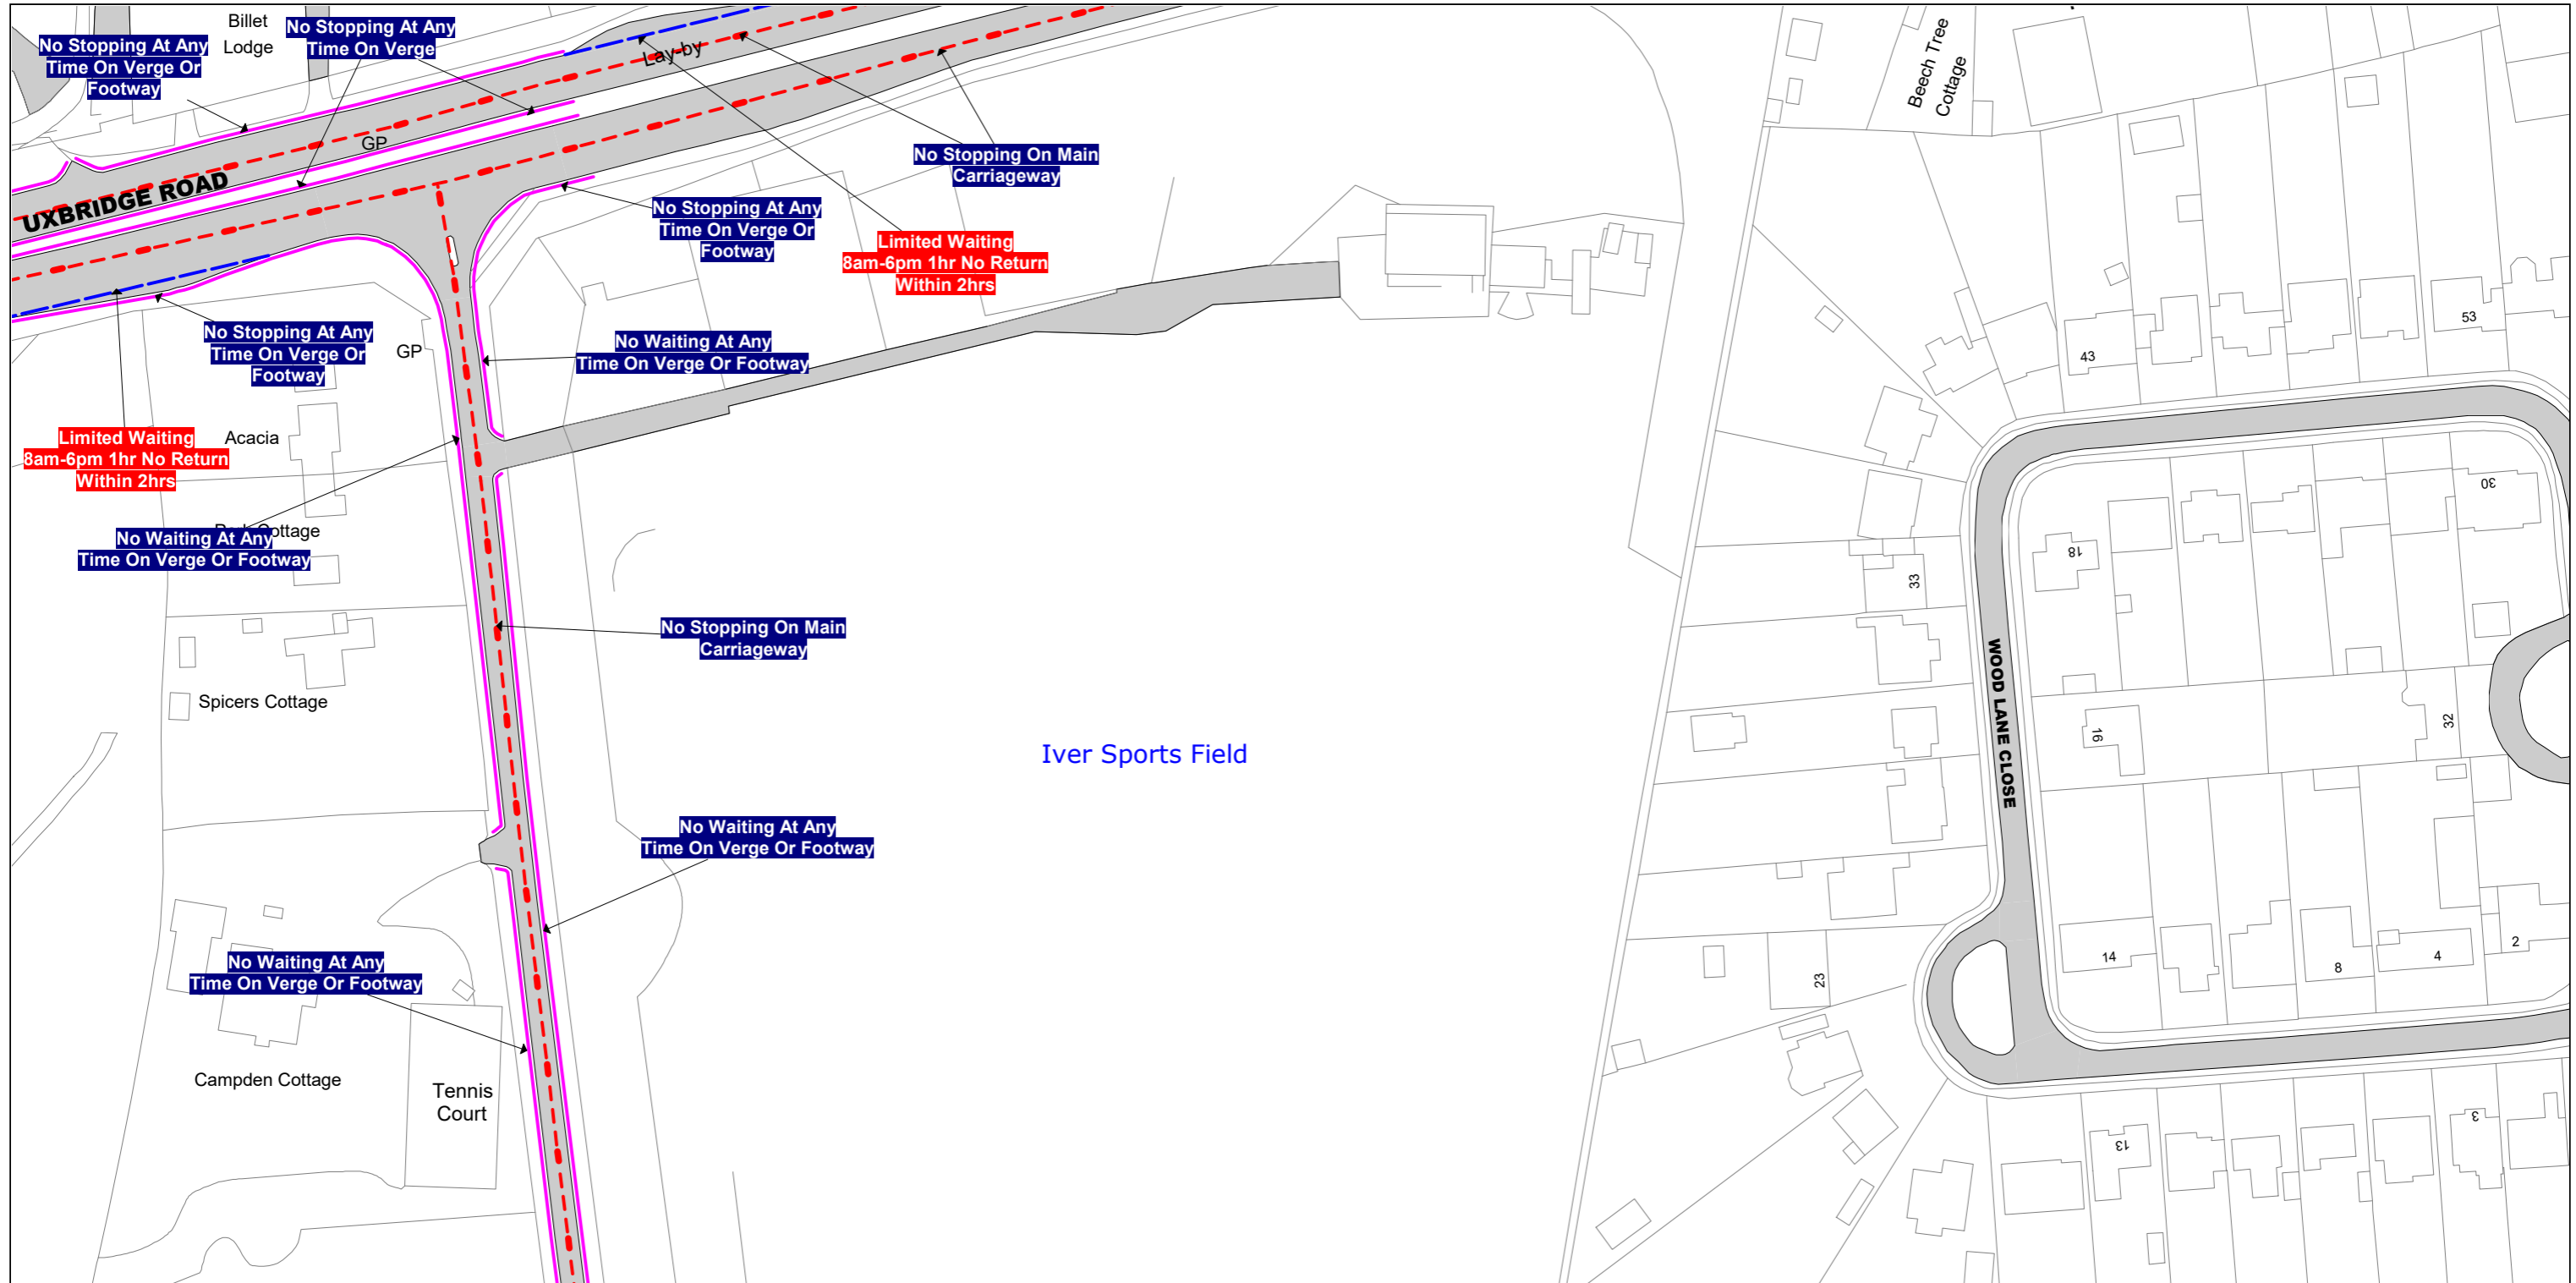 Billet
Lodge
No Stopping At Any
Time On Verge Or
Footway
No Stopping At Any
Time On Verge
Lay-by
GP
UXBRIDGE ROAD
No Stopping On Main
Carriageway
No Stopping At Any
Time On Verge Or
Footway
Limited Waiting
8am-6pm 1hr No Return
Within 2hrs
No Stopping At Any
Time On Verge Or
Footway
GP
No Waiting At Any
Time On Verge Or Footway
Limited Waiting
8am-6pm 1hr No Return
Within 2hrs
Acacia
Cottage
No Waiting At Any
Time On Verge Or Footway
No Stopping On Main
Carriageway
Spicers Cottage
Iver Sports Field
No Waiting At Any
Time On Verge Or Footway
No Waiting At Any
Time On Verge Or Footway
Campden Cottage
Tennis
Court
Beech Tree
Cottage
43
53
30
18
33
WOOD LANE CLOSE
16
32
23
14
8
4
2
13
3